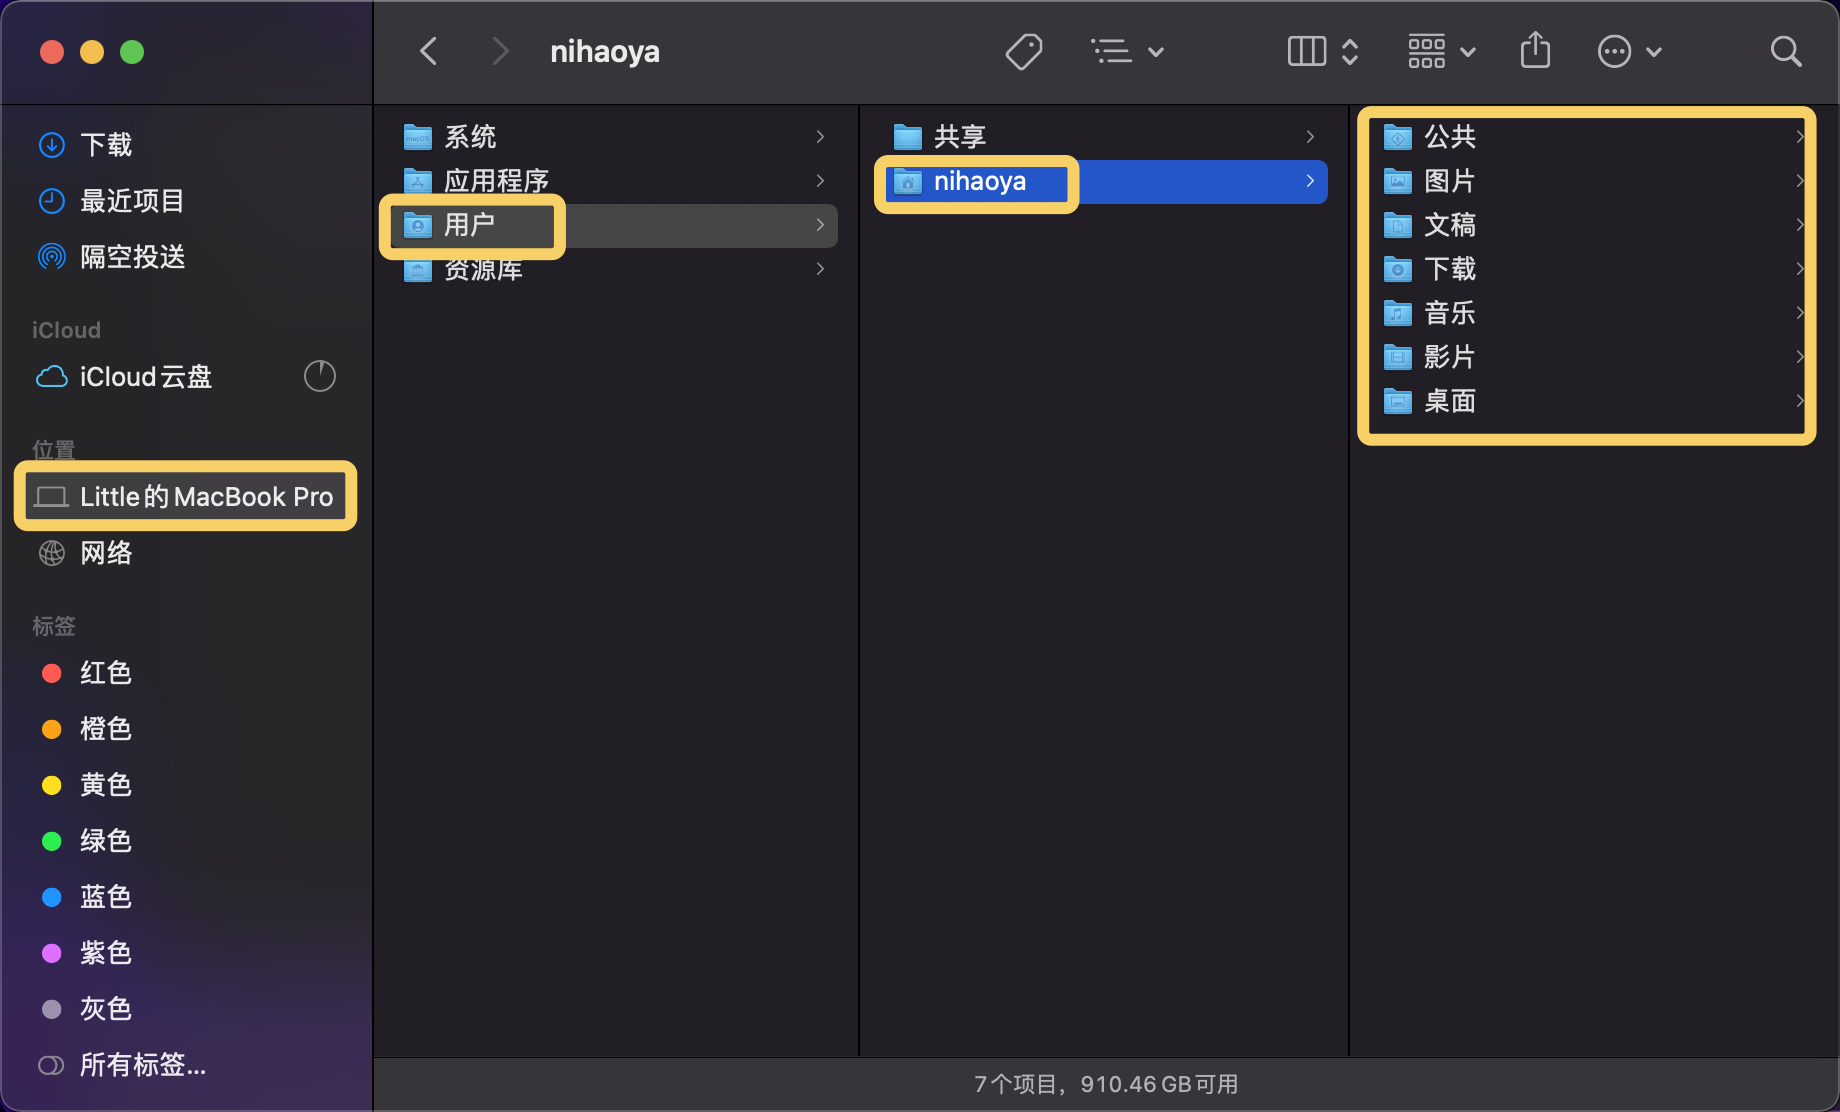 nihaoya
下载
最近项目
隔空投送
iCloud
iCloud云盘
位置
Little的MacBook Pro
网络
标签
红色
橙色
黄色
绿色
蓝色
紫色
灰色
所有标签...
系统
应用程序
用户
资源库
共享
nihaoya
公共
图片
文稿
下载
音乐
影片
桌面
7个项目，910.46 GB可用